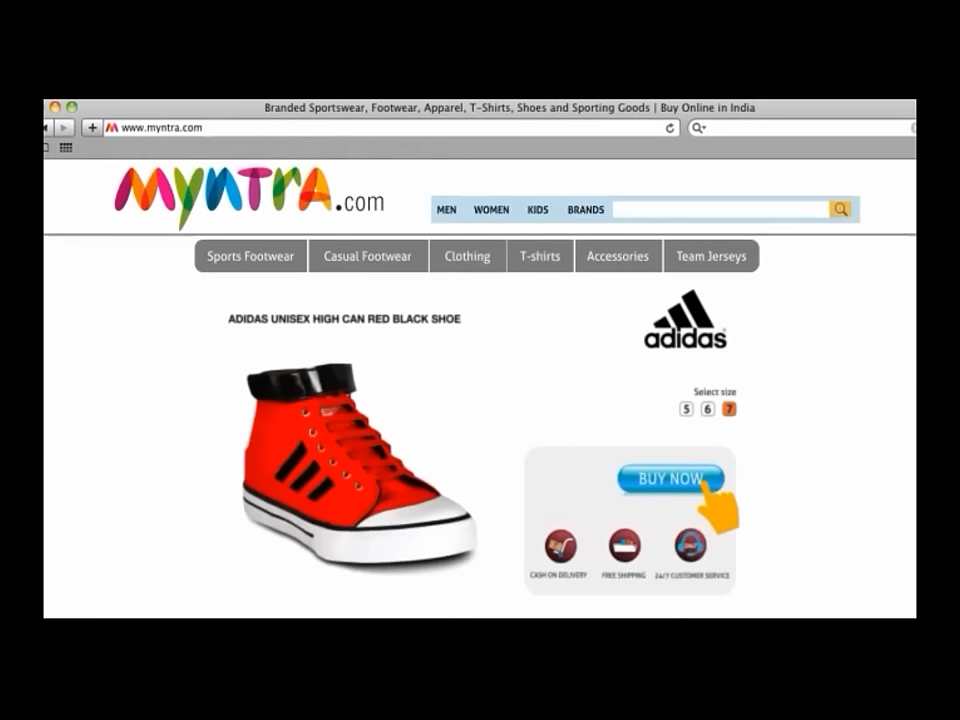 Branded Sportswear, Footwear, Apparel, T-Shirts, Shoes and Sporting Goods | Buy Online in India
www.myntra.com
myntra.com
MEN WOMEN KIDS BRANDS
Sports Footwear Casual Footwear Clothing T-shirts Accessories Team Jerseys
ADIDAS UNISEX HIGH CAN RED BLACK SHOE
adidas
Select size
5 6 7
BUY NOW
CASH ON DELIVERY FREE SHIPPING 24/7 CUSTOMER SERVICE